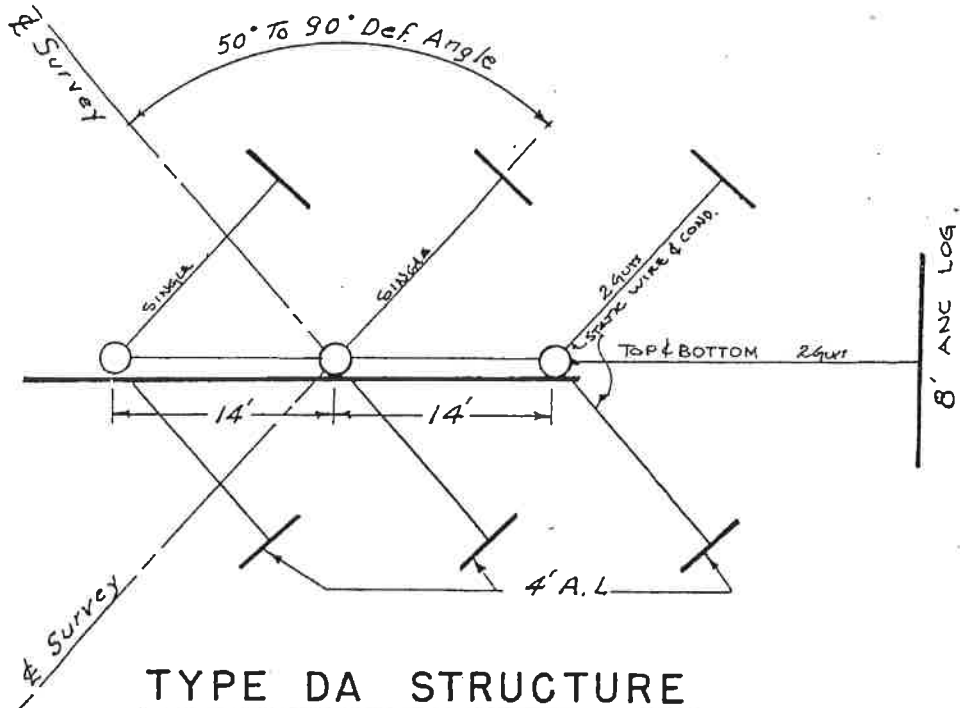 ℄ Survey
50° To 90° Def. Angle
SINGLE
SINGLE
2 GUYS
STATIC WIRE & COND.
TOP & BOTTOM 2 GUYS
8' ANC LOG.
14'
14'
4' A.L
℄ Survey
TYPE DA STRUCTURE